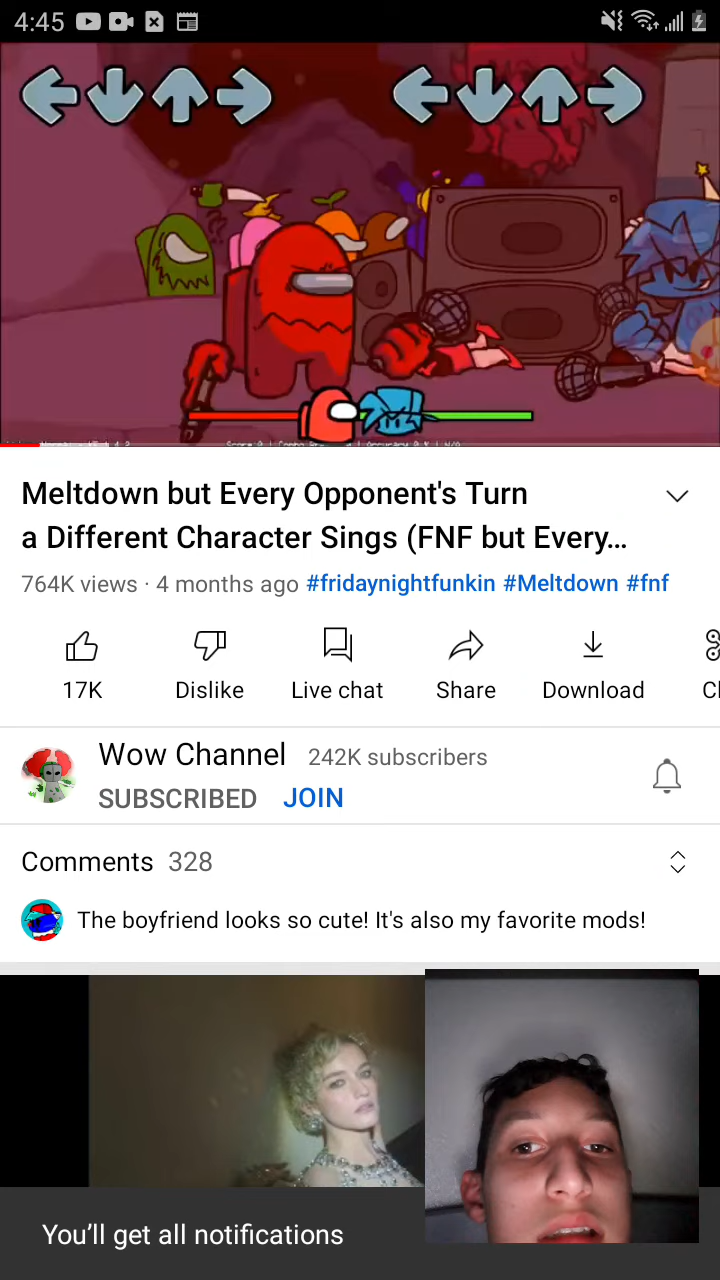 4:45
Meltdown but Every Opponent's Turn
a Different Character Sings (FNF but Every...
764K views · 4 months ago #fridaynightfunkin #Meltdown #fnf
17K Dislike Live chat Share Download
Wow Channel 242K subscribers
SUBSCRIBED JOIN
Comments 328
The boyfriend looks so cute! It's also my favorite mods!
You'll get all notifications